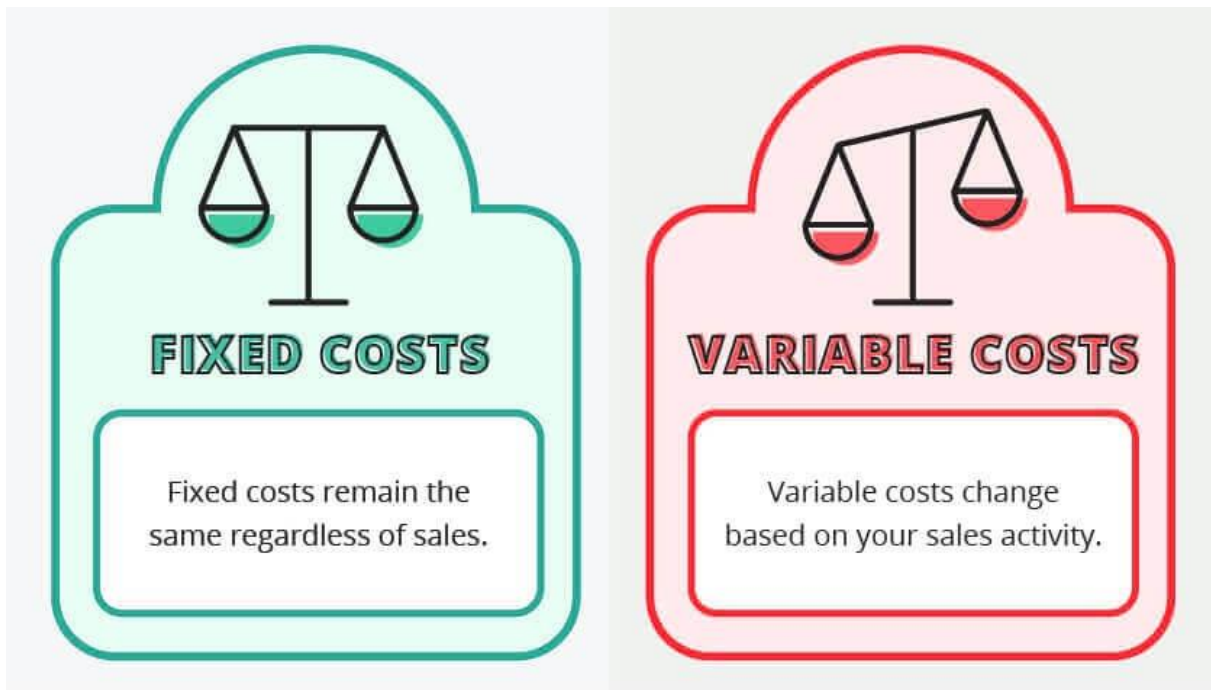 FIXED COSTS
Fixed costs remain the
same regardless of sales.
VARIABLE COSTS
Variable costs change
based on your sales activity.